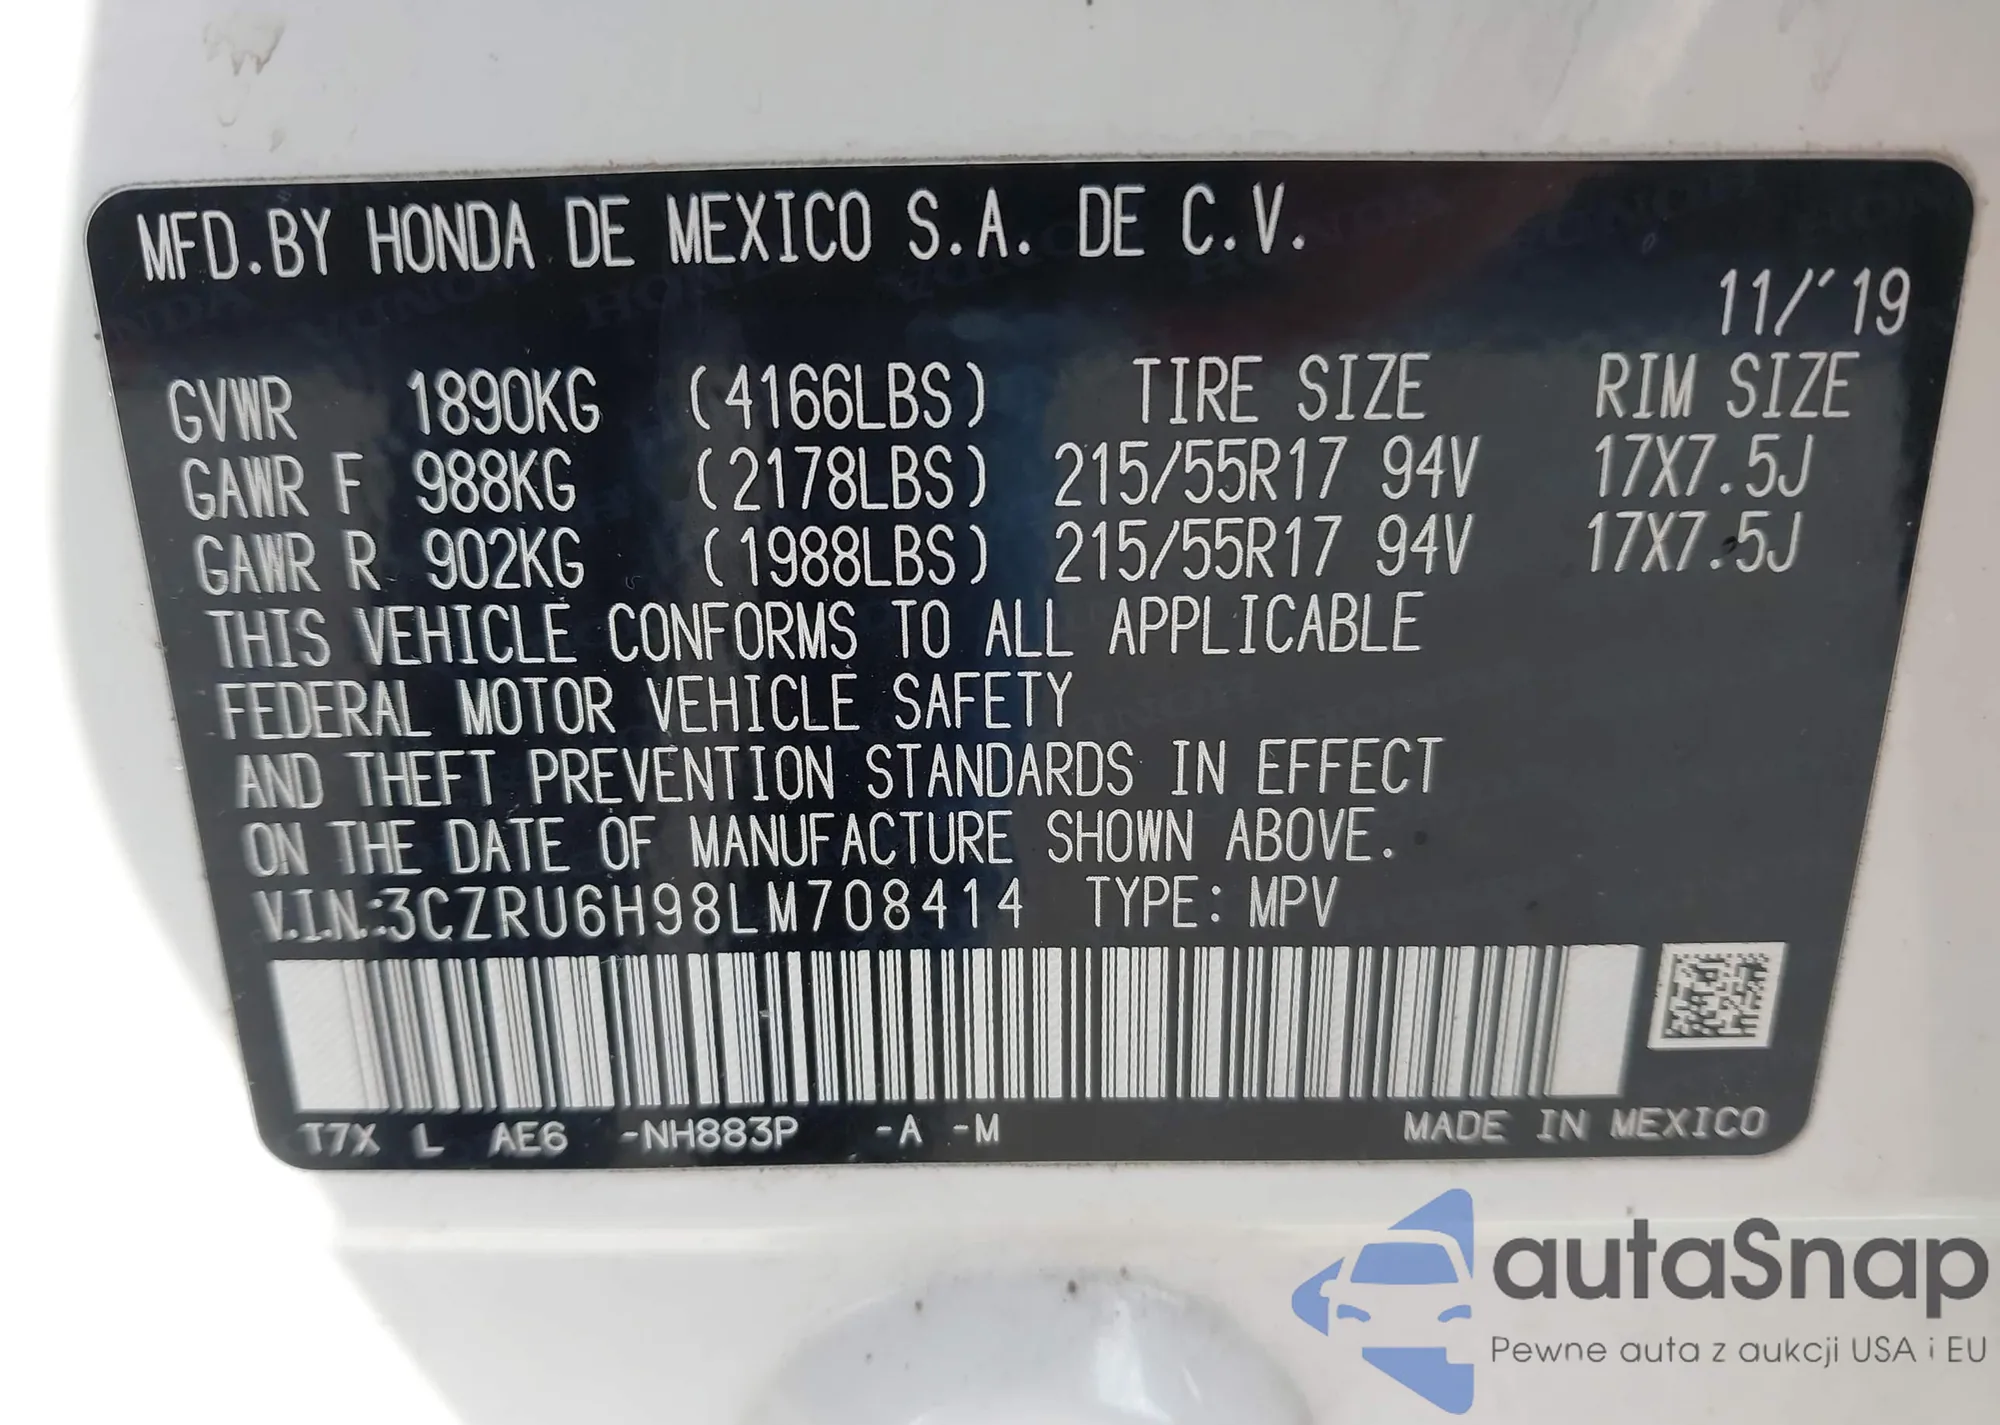 MFD.BY HONDA DE MEXICO S.A. DE C.V.
11/'19
GVWR 1890KG (4166LBS) TIRE SIZE RIM SIZE
GAWR F 988KG (2178LBS) 215/55R17 94V 17X7.5J
GAWR R 902KG (1988LBS) 215/55R17 94V 17X7.5J
THIS VEHICLE CONFORMS TO ALL APPLICABLE
FEDERAL MOTOR VEHICLE SAFETY
AND THEFT PREVENTION STANDARDS IN EFFECT
ON THE DATE OF MANUFACTURE SHOWN ABOVE.
V.I.N.:3CZRU6H98LM708414 TYPE: MPV
T7X L AE6 -NH883P -A -M MADE IN MEXICO
autaSnap
Pewne auta z aukcji USA i EU